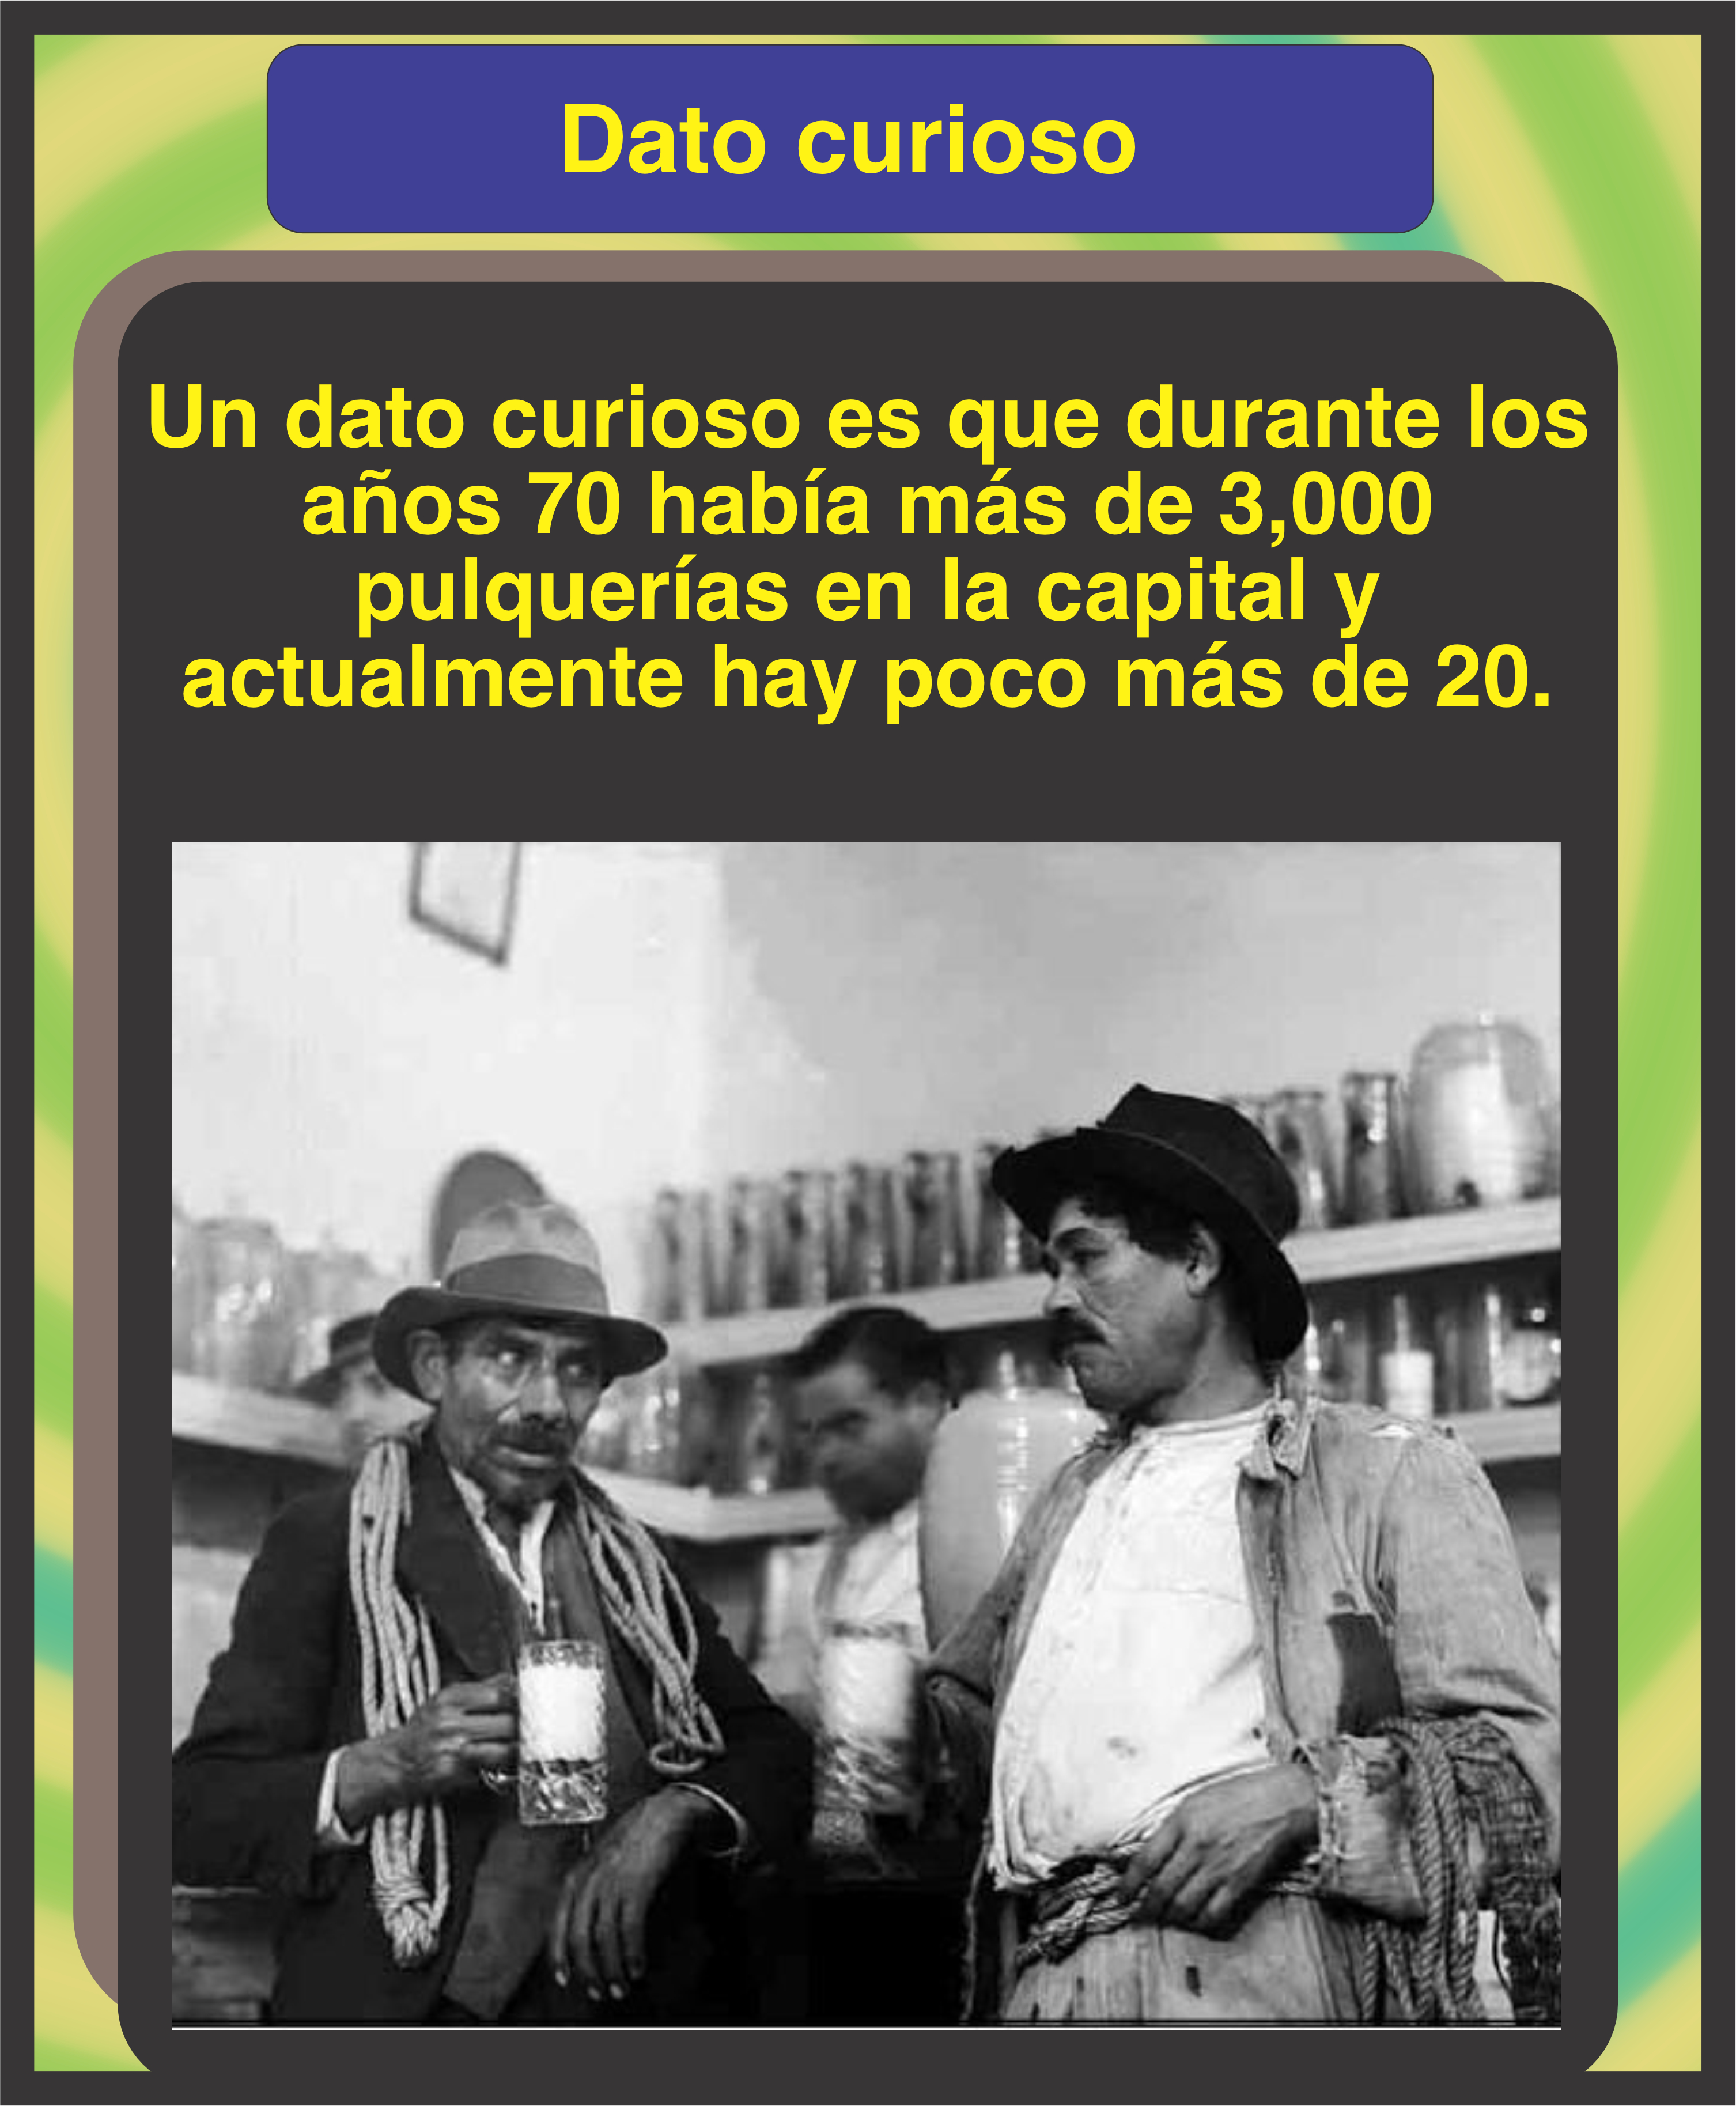 Dato curioso
Un dato curioso es que durante los
años 70 había más de 3,000
pulquerías en la capital y
actualmente hay poco más de 20.